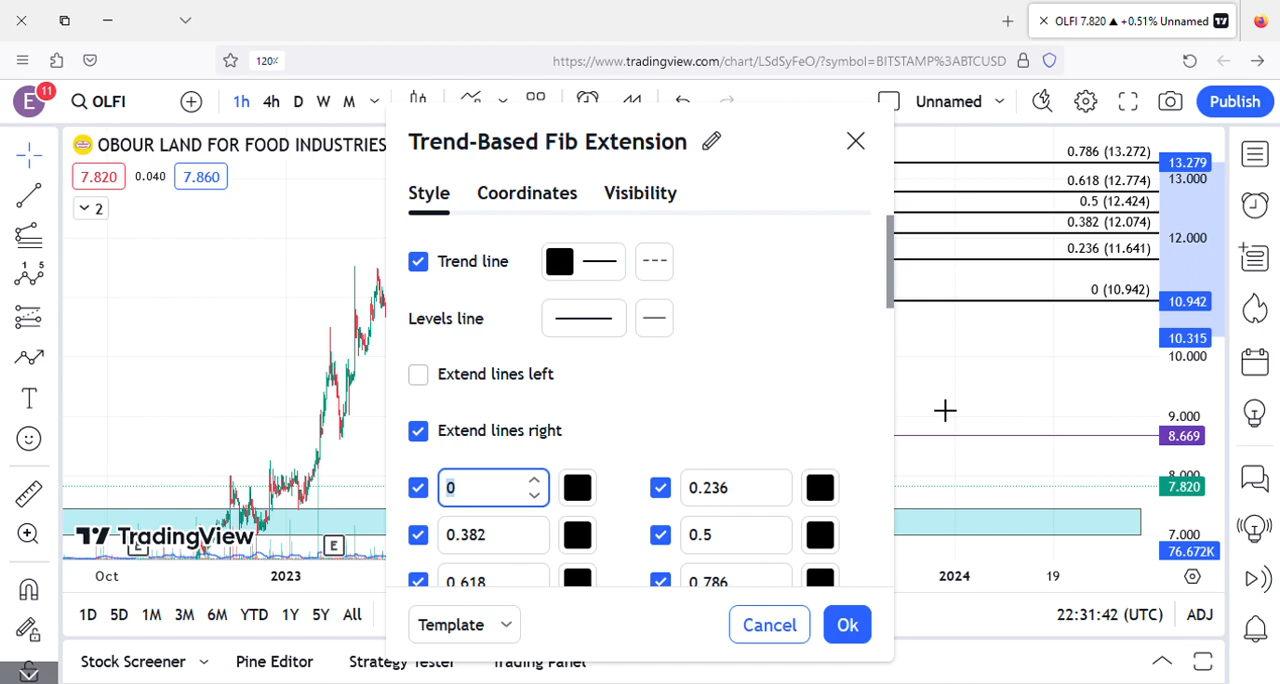 OLFI 7.820 ▲ +0.51% Unnamed
120%
https://www.tradingview.com/chart/LSdSyFeO/?symbol=BITSTAMP%3ABTCUSD
E
11
OLFI
1h 4h D W M
Unnamed
Publish
OBOUR LAND FOR FOOD INDUSTRIES
7.820 0.040 7.860
2
Trend-Based Fib Extension
Style Coordinates Visibility
Trend line
Levels line
Extend lines left
Extend lines right
0 0.236
0.382 0.5
0.618 0.786
Template
Cancel Ok
0.786 (13.272)
0.618 (12.774)
0.5 (12.424)
0.382 (12.074)
0.236 (11.641)
0 (10.942)
13.279
13.000
12.000
10.942
10.315
10.000
9.000
8.669
8.000
7.820
7.000
76.672K
TradingView
E E
Oct 2023 2024 19
1D 5D 1M 3M 6M YTD 1Y 5Y All
22:31:42 (UTC) ADJ
Stock Screener Pine Editor Strategy Tester Trading Panel